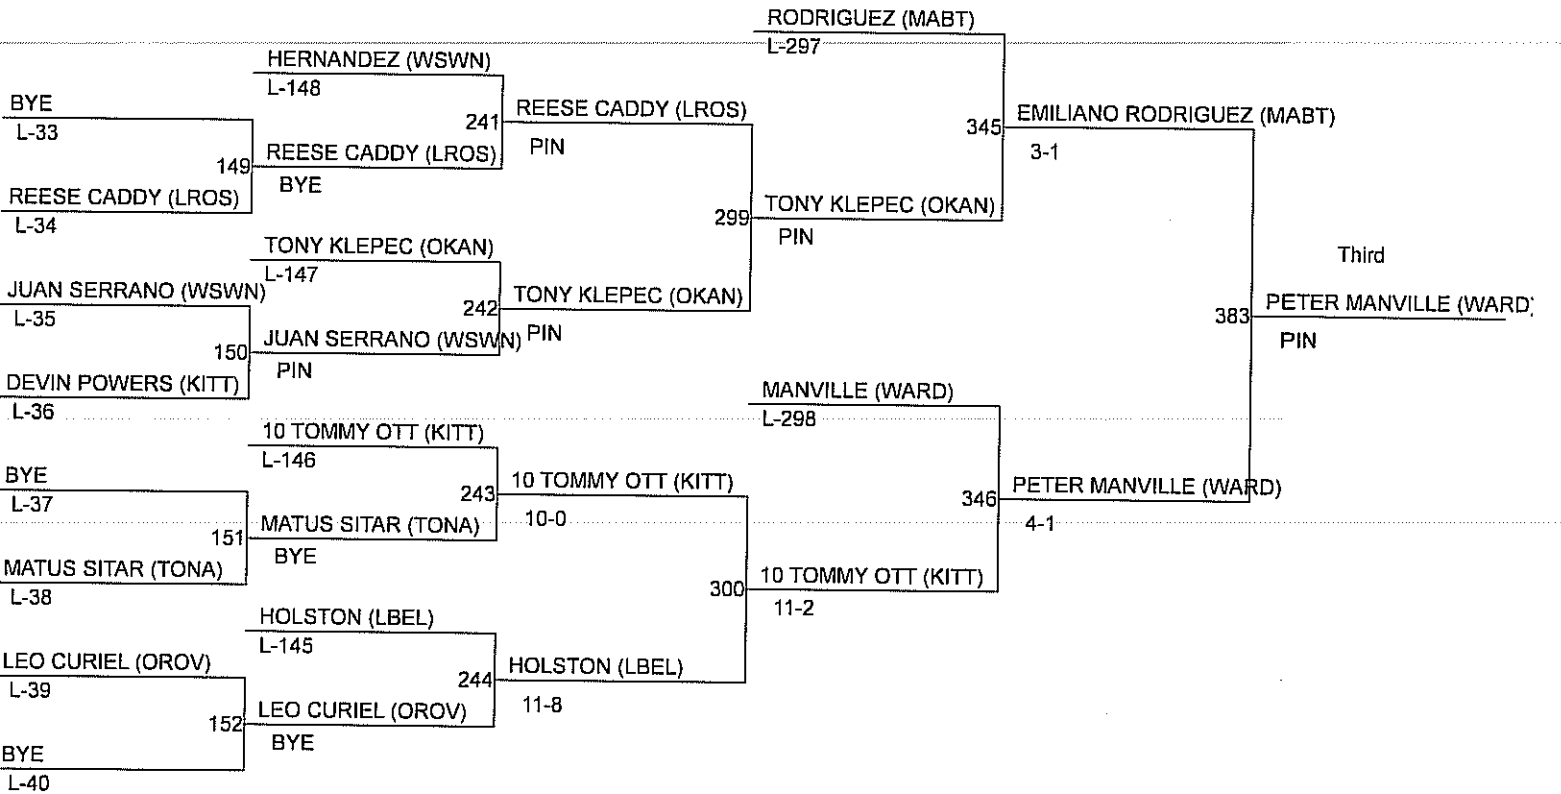 RODRIGUEZ (MABT)
L-297
HERNANDEZ (WSWN)
L-148
BYE
L-33
241
REESE CADDY (LROS)
PIN
345
EMILIANO RODRIGUEZ (MABT)
3-1
149
REESE CADDY (LROS)
BYE
REESE CADDY (LROS)
L-34
299
TONY KLEPEC (OKAN)
PIN
TONY KLEPEC (OKAN)
L-147
Third
JUAN SERRANO (WSWN)
L-35
242
TONY KLEPEC (OKAN)
PIN
383
PETER MANVILLE (WARD)
PIN
150
JUAN SERRANO (WSWN)
PIN
DEVIN POWERS (KITT)
L-36
MANVILLE (WARD)
L-298
10 TOMMY OTT (KITT)
L-146
BYE
L-37
243
10 TOMMY OTT (KITT)
10-0
346
PETER MANVILLE (WARD)
4-1
151
MATUS SITAR (TONA)
BYE
MATUS SITAR (TONA)
L-38
300
10 TOMMY OTT (KITT)
11-2
HOLSTON (LBEL)
L-145
LEO CURIEL (OROV)
L-39
244
HOLSTON (LBEL)
11-8
152
LEO CURIEL (OROV)
BYE
BYE
L-40